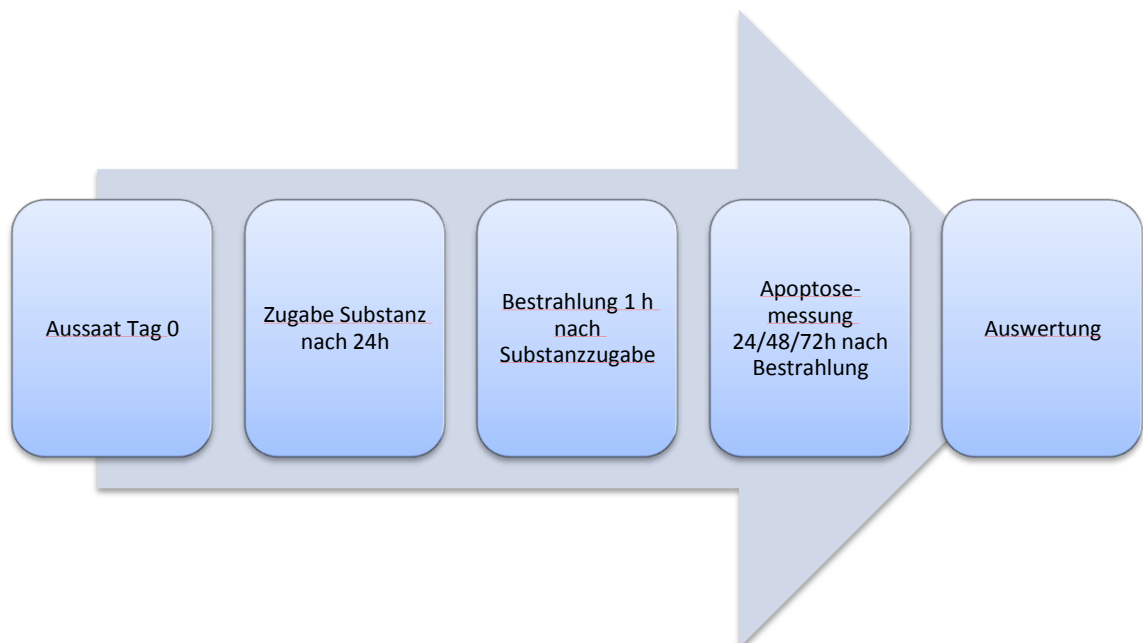 Aussaat Tag 0
Zugabe Substanz
nach 24h
Bestrahlung 1 h
nach
Substanzzugabe
Apoptose-
messung
24/48/72h nach
Bestrahlung
Auswertung